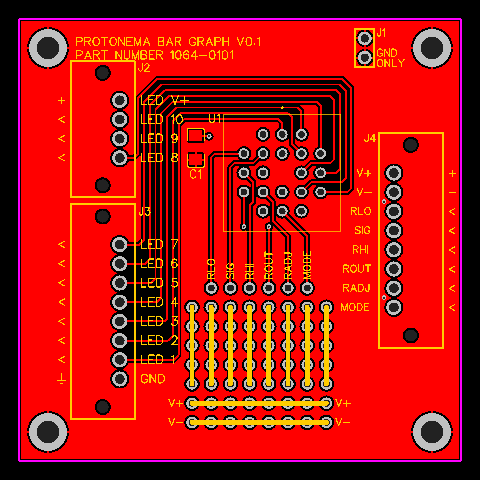 PROTONEMA BAR GRAPH V0.1
PART NUMBER 1064-0101
J1
GND
ONLY
J2
+ LED V+
< LED 10
< LED 9
< LED 8
U1
C1
J4
V+ +
V- -
RLO <
SIG <
RHI <
ROUT <
RADJ <
MODE <
J3
< LED 7
< LED 6
< LED 5
< LED 4
< LED 3
< LED 2
< LED 1
⏊ GND
RLO
SIG
RHI
ROUT
RADJ
MODE
V+ V+
V- V-